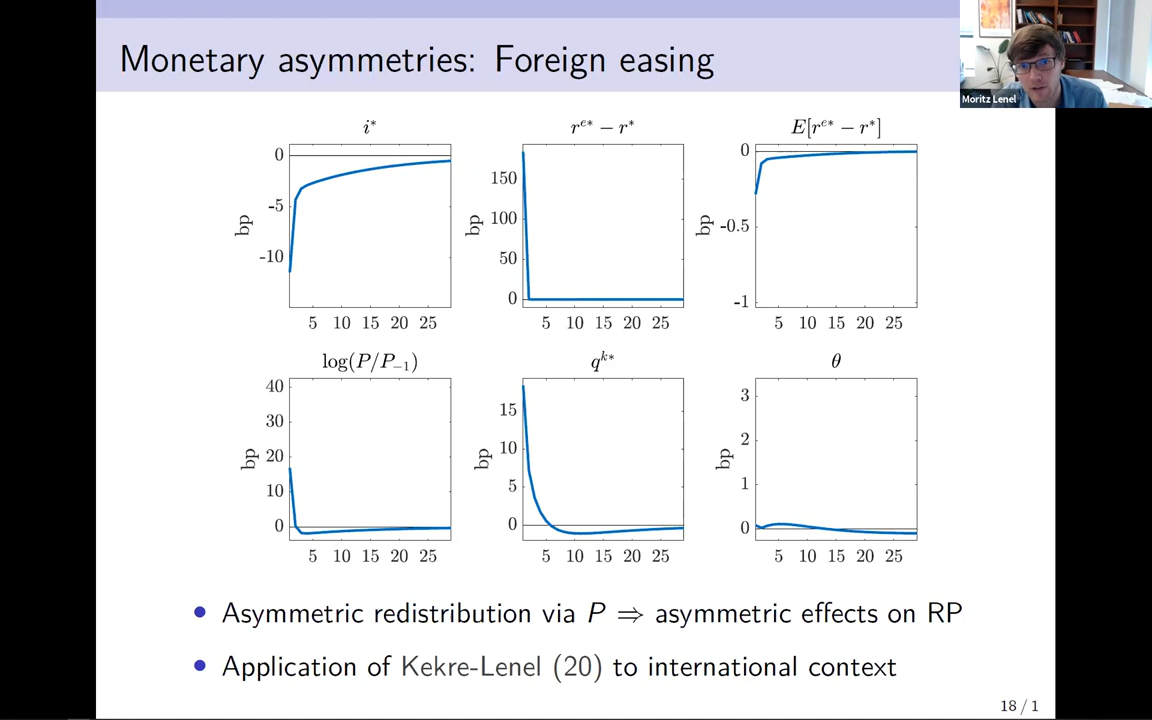 Monetary asymmetries: Foreign easing
Moritz Lenel
i*
r^{e*} − r*
E[r^{e*} − r*]
bp
0
-5
-10
5 10 15 20 25
bp
150
100
50
0
5 10 15 20 25
bp
0
-0.5
-1
5 10 15 20 25
log(P/P_{−1})
q^{k*}
θ
bp
40
30
20
10
0
5 10 15 20 25
bp
15
10
5
0
5 10 15 20 25
bp
3
2
1
0
5 10 15 20 25
• Asymmetric redistribution via P ⇒ asymmetric effects on RP
• Application of Kekre-Lenel (20) to international context
18 / 1